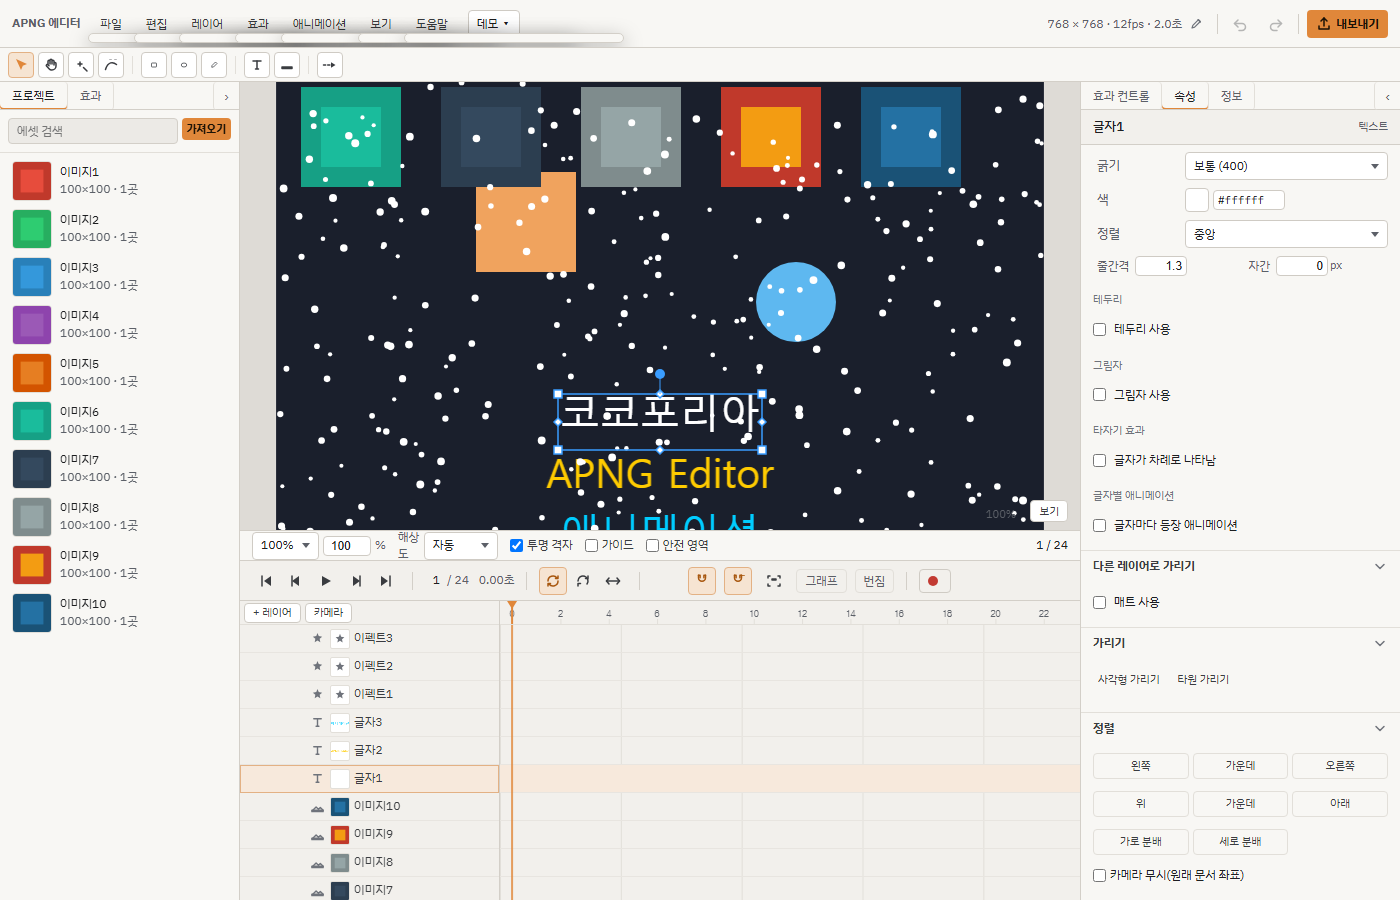 APNG 에디터 파일 편집 레이어 효과 애니메이션 보기 도움말 데모 768 × 768 · 12fps · 2.0초 내보내기
프로젝트 효과
에셋 검색 가져오기
이미지1
100×100 · 1곳
이미지2
100×100 · 1곳
이미지3
100×100 · 1곳
이미지4
100×100 · 1곳
이미지5
100×100 · 1곳
이미지6
100×100 · 1곳
이미지7
100×100 · 1곳
이미지8
100×100 · 1곳
이미지9
100×100 · 1곳
이미지10
100×100 · 1곳
코코포리아
APNG Editor
애니메이션
100%
보기
100% 100 % 해상도 자동 투명 격자 가이드 안전 영역 1 / 24
1 / 24 0.00초 그래프 번짐
+ 레이어 카메라 0 2 4 6 8 10 12 14 16 18 20 22
이펙트3
이펙트2
이펙트1
글자3
글자2
글자1
이미지10
이미지9
이미지8
이미지7
효과 컨트롤 속성 정보
글자1 텍스트
굵기 보통 (400)
색 #ffffff
정렬 중앙
줄간격 1.3 자간 0 px
테두리
테두리 사용
그림자
그림자 사용
타자기 효과
글자가 차례로 나타남
글자별 애니메이션
글자마다 등장 애니메이션
다른 레이어로 가리기
매트 사용
가리기
사각형 가리기 타원 가리기
정렬
왼쪽 가운데 오른쪽
위 가운데 아래
가로 분배 세로 분배
카메라 무시(원래 문서 좌표)